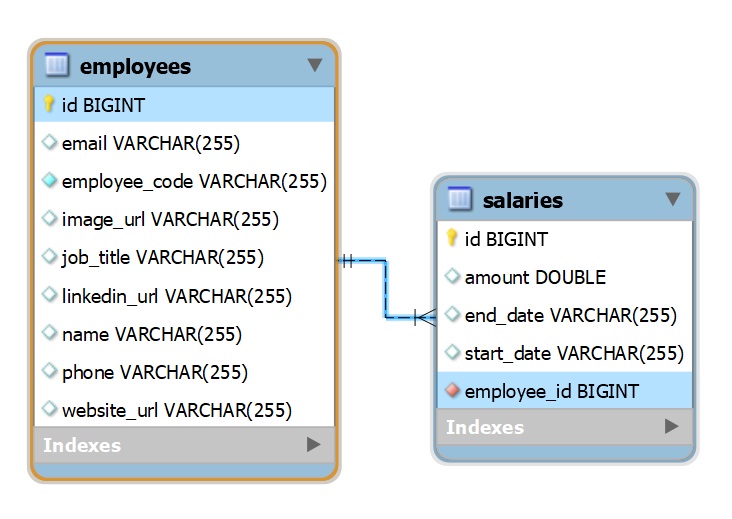 employees
id BIGINT
email VARCHAR(255)
employee_code VARCHAR(255)
image_url VARCHAR(255)
job_title VARCHAR(255)
linkedin_url VARCHAR(255)
name VARCHAR(255)
phone VARCHAR(255)
website_url VARCHAR(255)
Indexes
salaries
id BIGINT
amount DOUBLE
end_date VARCHAR(255)
start_date VARCHAR(255)
employee_id BIGINT
Indexes